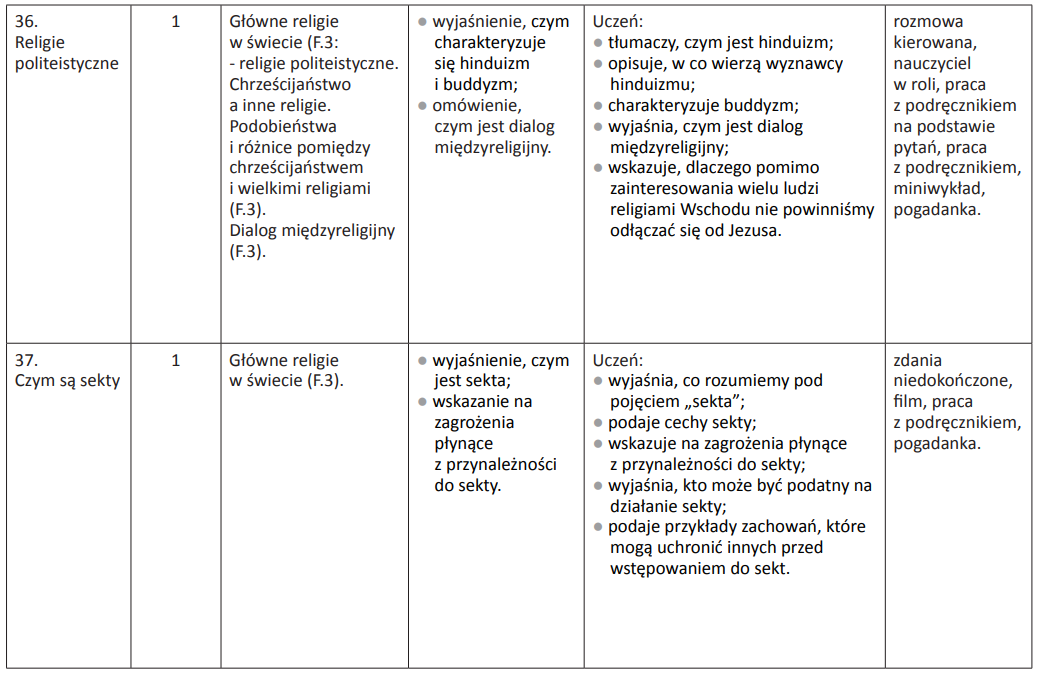 36.
Religie
politeistyczne
1
Główne religie
w świecie (F.3:
- religie politeistyczne.
Chrześcijaństwo
a inne religie.
Podobieństwa
i różnice pomiędzy
chrześcijaństwem
i wielkimi religiami
(F.3).
Dialog międzyreligijny
(F.3).
● wyjaśnienie, czym
charakteryzuje
się hinduizm
i buddyzm;
● omówienie,
czym jest dialog
międzyreligijny.
Uczeń:
● tłumaczy, czym jest hinduizm;
● opisuje, w co wierzą wyznawcy
hinduizmu;
● charakteryzuje buddyzm;
● wyjaśnia, czym jest dialog
międzyreligijny;
● wskazuje, dlaczego pomimo
zainteresowania wielu ludzi
religiami Wschodu nie powinniśmy
odłączać się od Jezusa.
rozmowa
kierowana,
nauczyciel
w roli, praca
z podręcznikiem
na podstawie
pytań, praca
z podręcznikiem,
miniwykład,
pogadanka.
37.
Czym są sekty
1
Główne religie
w świecie (F.3).
● wyjaśnienie, czym
jest sekta;
● wskazanie na
zagrożenia
płynące
z przynależności
do sekty.
Uczeń:
● wyjaśnia, co rozumiemy pod
pojęciem „sekta”;
● podaje cechy sekty;
● wskazuje na zagrożenia płynące
z przynależności do sekty;
● wyjaśnia, kto może być podatny na
działanie sekty;
● podaje przykłady zachowań, które
mogą uchronić innych przed
wstępowaniem do sekt.
zdania
niedokończone,
film, praca
z podręcznikiem,
pogadanka.